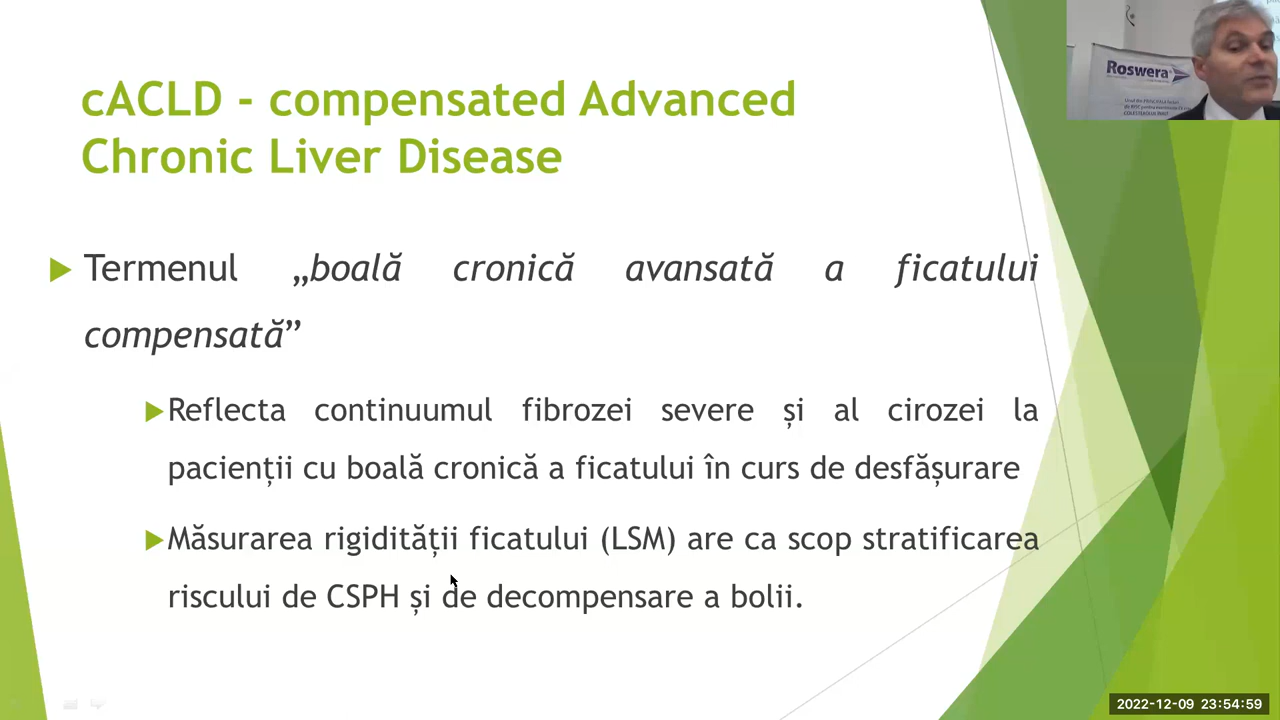 Roswera
cACLD - compensated Advanced
Chronic Liver Disease
Termenul „boală cronică avansată a ficatului
compensată”
Reflecta continuumul fibrozei severe și al cirozei la
pacienții cu boală cronică a ficatului în curs de desfășurare
Măsurarea rigidității ficatului (LSM) are ca scop stratificarea
riscului de CSPH și de decompensare a bolii.
2022-12-09 23:54:59